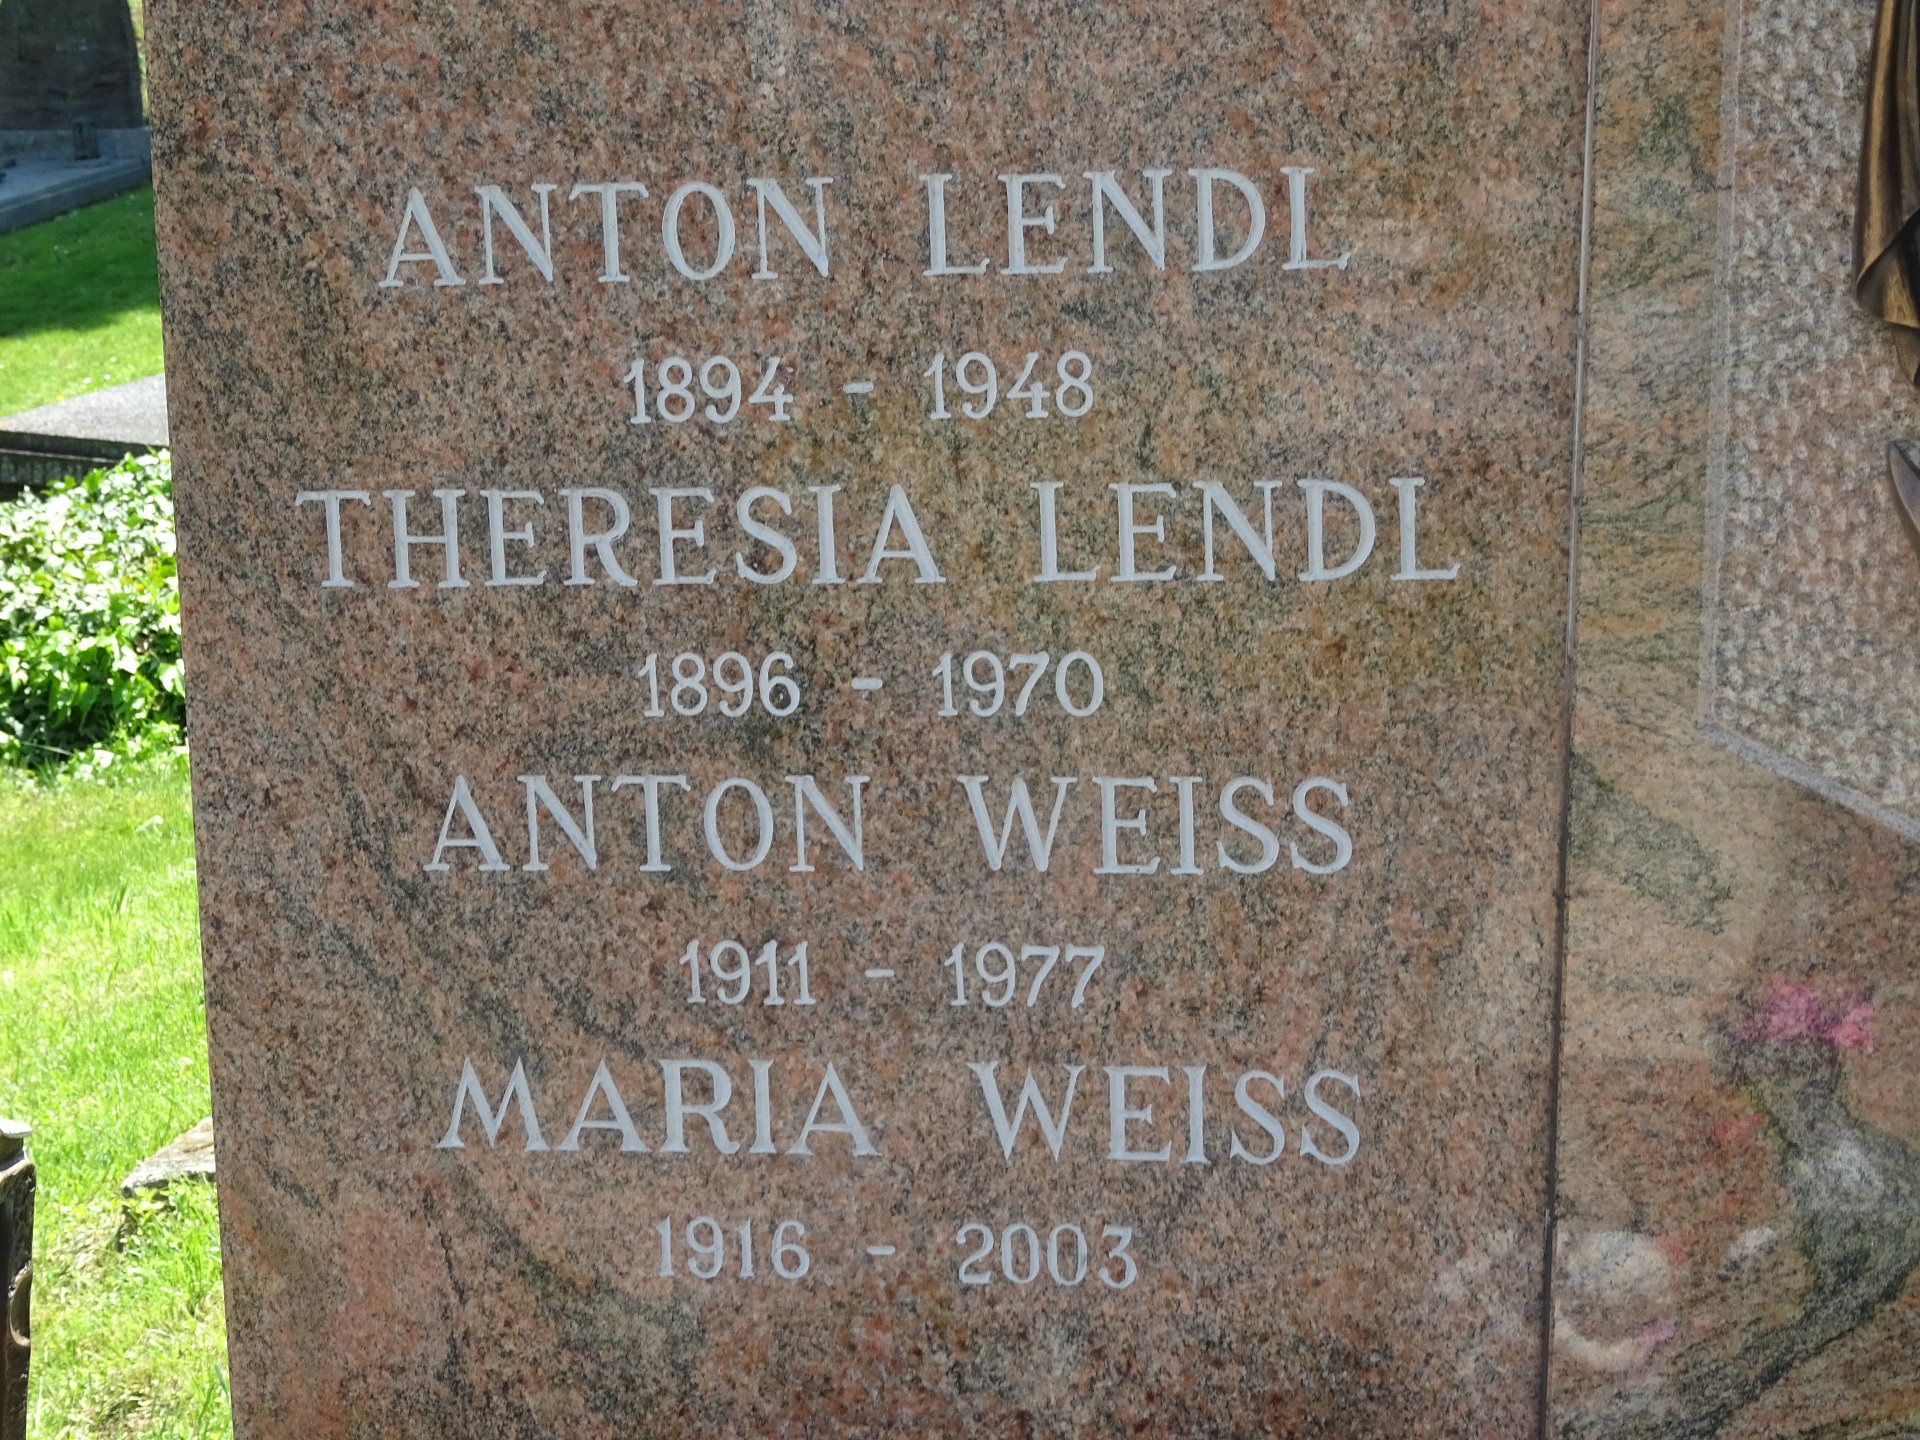 ANTON LENDL
1894 - 1948
THERESIA LENDL
1896 - 1970
ANTON WEISS
1911 - 1977
MARIA WEISS
1916 - 2003